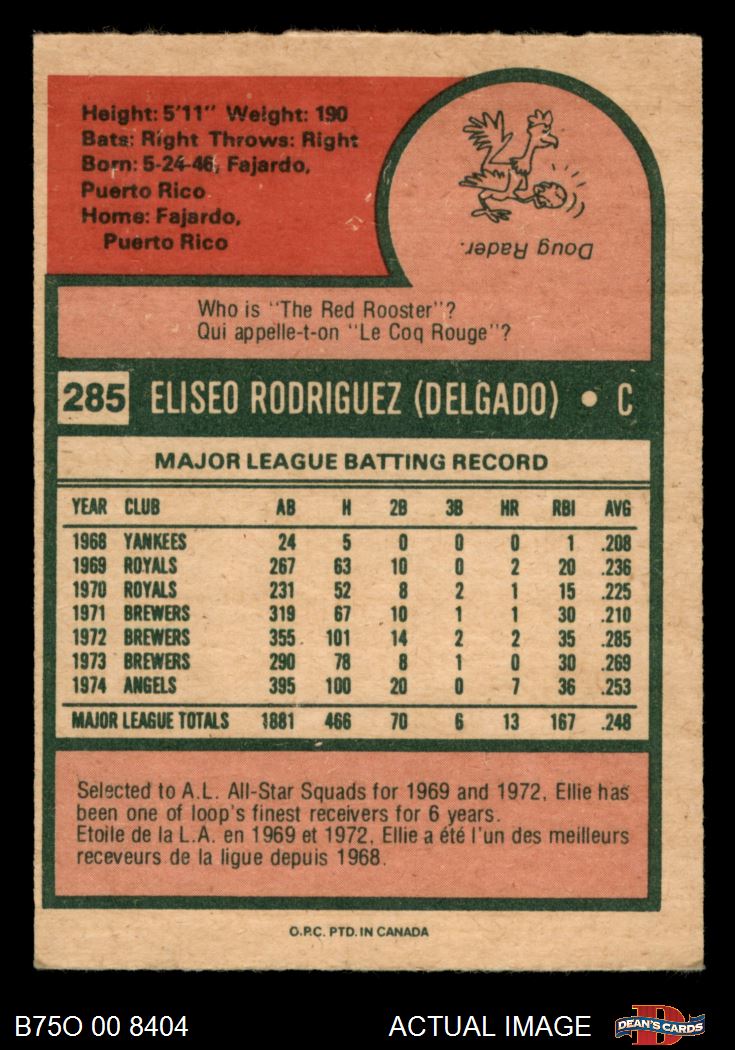 Height: 5'11" Weight: 190
Bats: Right Throws: Right
Born: 5-24-46, Fajardo,
Puerto Rico
Home: Fajardo,
Puerto Rico
Doug Rader.
Who is "The Red Rooster"?
Qui appelle-t-on "Le Coq Rouge"?
285 ELISEO RODRIGUEZ (DELGADO) • C
MAJOR LEAGUE BATTING RECORD
YEAR CLUB AB H 2B 3B HR RBI AVG
1968 YANKEES 24 5 0 0 0 1 .208
1969 ROYALS 267 63 10 0 2 20 .236
1970 ROYALS 231 52 8 2 1 15 .225
1971 BREWERS 319 67 10 1 1 30 .210
1972 BREWERS 355 101 14 2 2 35 .285
1973 BREWERS 290 78 8 1 0 30 .269
1974 ANGELS 395 100 20 0 7 36 .253
MAJOR LEAGUE TOTALS 1881 466 70 6 13 167 .248
Selected to A.L. All-Star Squads for 1969 and 1972, Ellie has
been one of loop's finest receivers for 6 years.
Etoile de la L.A. en 1969 et 1972, Ellie a été l'un des meilleurs
receveurs de la ligue depuis 1968.
O.P.C. PTD. IN CANADA
B75O 00 8404 ACTUAL IMAGE D DEAN'S CARDS